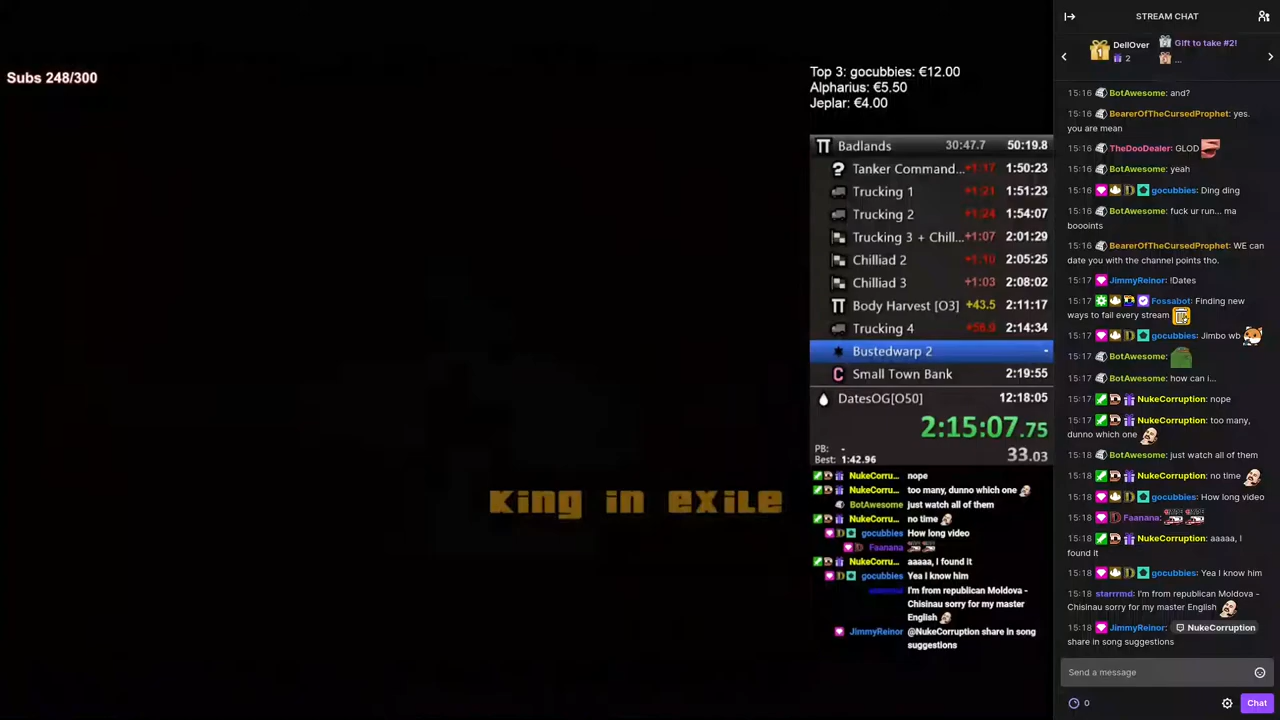 Subs 248/300
King in exile
Top 3: gocubbies: €12.00
Alpharius: €5.50
Jeplar: €4.00
Badlands 30:47.7 50:19.8
Tanker Command... +1:17 1:50:23
Trucking 1 +1:21 1:51:23
Trucking 2 +1:24 1:54:07
Trucking 3 + Chill... +1:07 2:01:29
Chilliad 2 +1:10 2:05:25
Chilliad 3 +1:03 2:08:02
Body Harvest [O3] +43.5 2:11:17
Trucking 4 +56.9 2:14:34
Bustedwarp 2 -
Small Town Bank 2:19:55
DatesOG[O50] 12:18:05
2:15:07.75
PB: -
Best: 1:42.96 33.03
NukeCorru... nope
NukeCorru... too many, dunno which one
BotAwesome just watch all of them
NukeCorru... no time
gocubbies How long video
Faanana
NukeCorru... aaaaa, I found it
gocubbies Yea I know him
I'm from republican Moldova -
Chisinau sorry for my master
English
JimmyReinor @NukeCorruption share in song
suggestions
STREAM CHAT
DellOver
2
Gift to take #2!
...
15:16 BotAwesome: and?
15:16 BearerOfTheCursedProphet: yes.
you are mean
15:16 TheDooDealer: GLOD
15:16 BotAwesome: yeah
15:16 gocubbies: Ding ding
15:16 BotAwesome: fuck ur run... ma
boooints
15:16 BearerOfTheCursedProphet: WE can
date you with the channel points tho.
15:17 JimmyReinor: !Dates
15:17 Fossabot: Finding new
ways to fail every stream
15:17 gocubbies: Jimbo wb
15:17 BotAwesome:
15:17 BotAwesome: how can i...
15:17 NukeCorruption: nope
15:17 NukeCorruption: too many,
dunno which one
15:18 BotAwesome: just watch all of them
15:18 NukeCorruption: no time
15:18 gocubbies: How long video
15:18 Faanana:
15:18 NukeCorruption: aaaaa, I
found it
15:18 gocubbies: Yea I know him
15:18 starrrmd: I'm from republican Moldova -
Chisinau sorry for my master English
15:18 JimmyReinor: NukeCorruption
share in song suggestions
Send a message
0
Chat